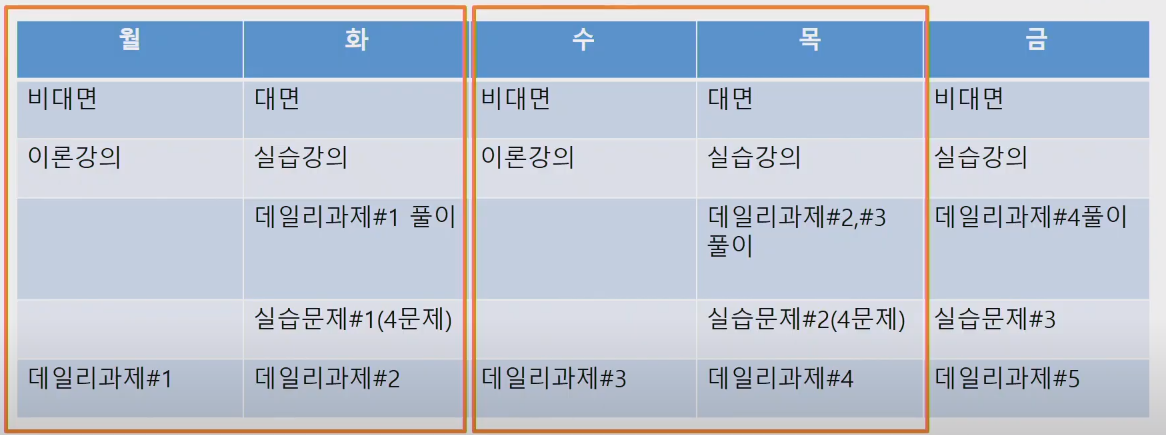 월 화 수 목 금
비대면 대면 비대면 대면 비대면
이론강의 실습강의 이론강의 실습강의 실습강의
데일리과제#1 풀이 데일리과제#2,#3 데일리과제#4풀이
풀이
실습문제#1(4문제) 실습문제#2(4문제) 실습문제#3
데일리과제#1 데일리과제#2 데일리과제#3 데일리과제#4 데일리과제#5